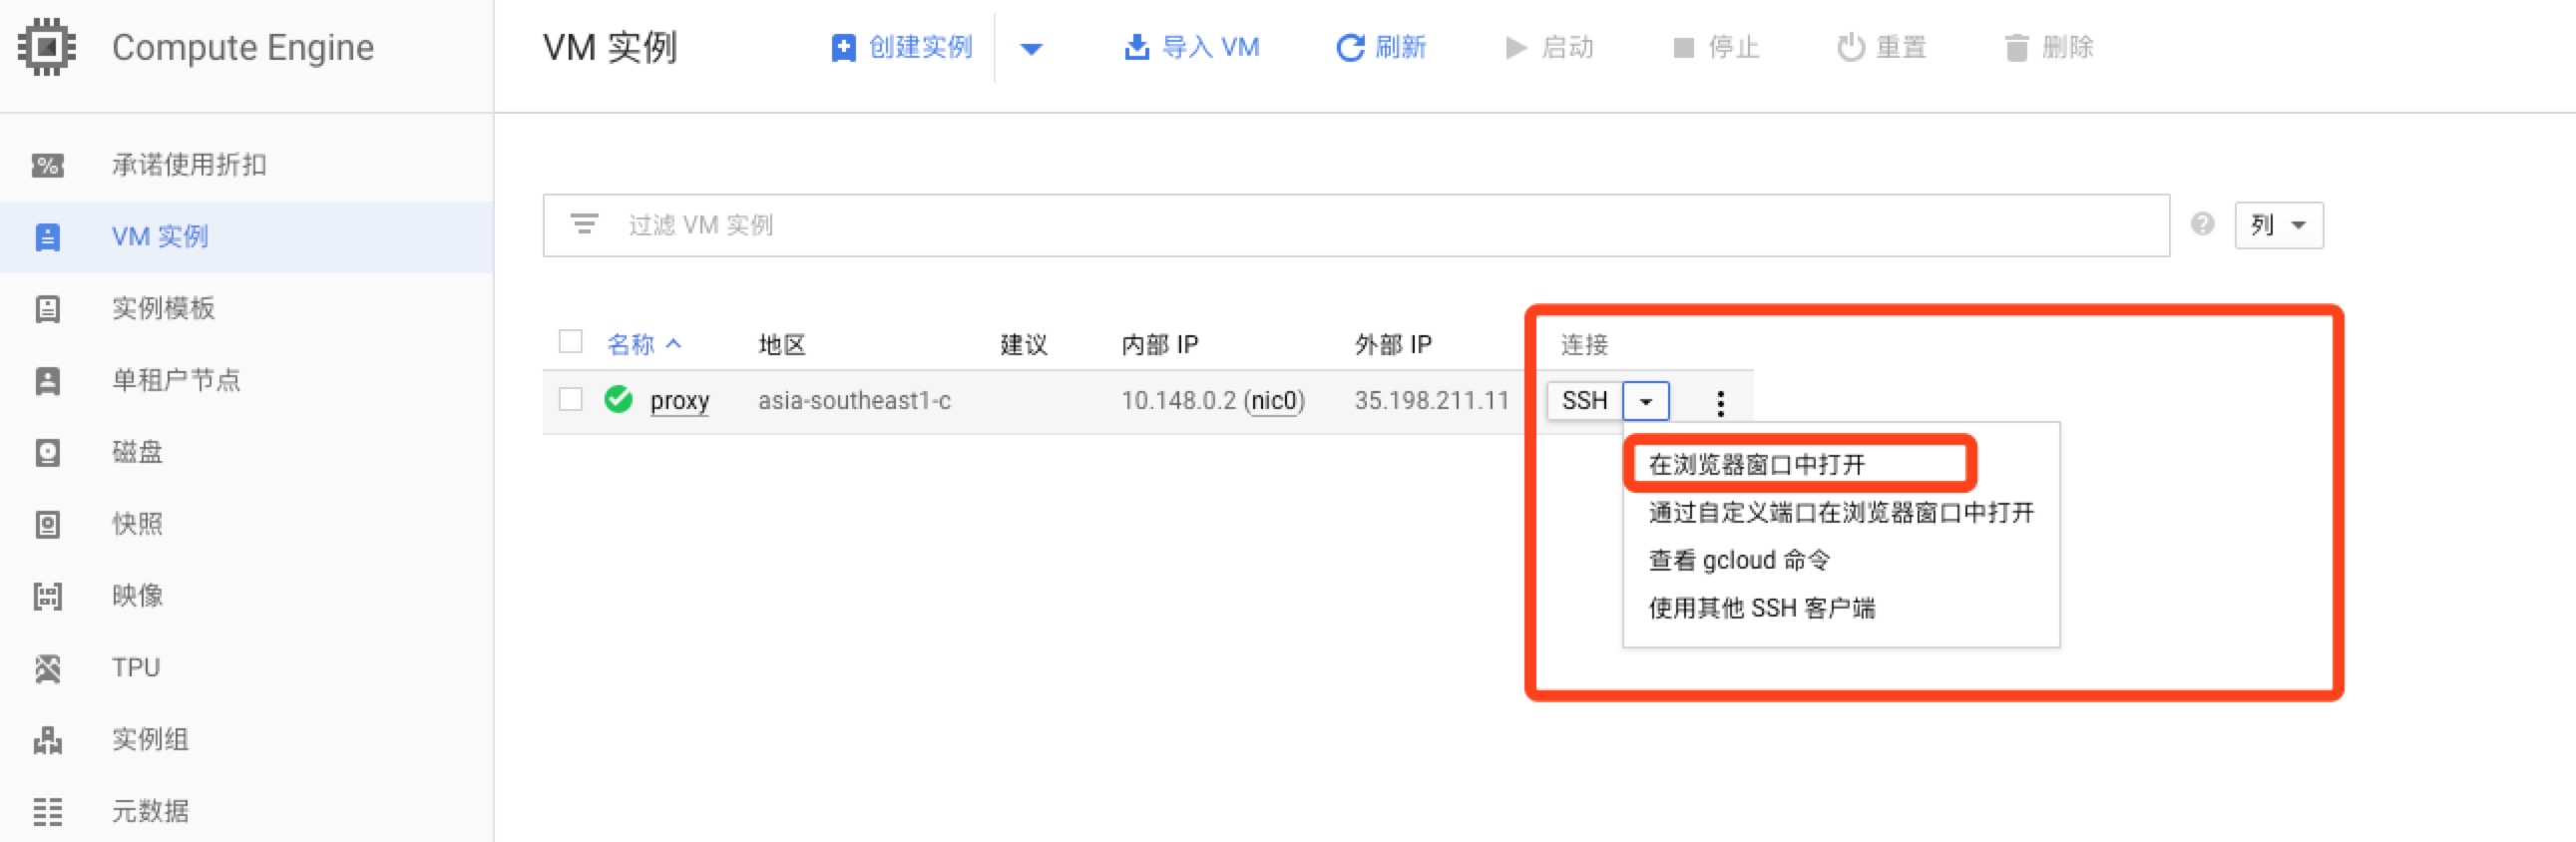 Compute Engine
VM 实例
创建实例
导入 VM
刷新
启动
停止
重置
删除
承诺使用折扣
VM 实例
实例模板
单租户节点
磁盘
快照
映像
TPU
实例组
元数据
过滤 VM 实例
列
名称 地区 建议 内部 IP 外部 IP 连接
proxy asia-southeast1-c 10.148.0.2 (nic0) 35.198.211.11 SSH
在浏览器窗口中打开
通过自定义端口在浏览器窗口中打开
查看 gcloud 命令
使用其他 SSH 客户端